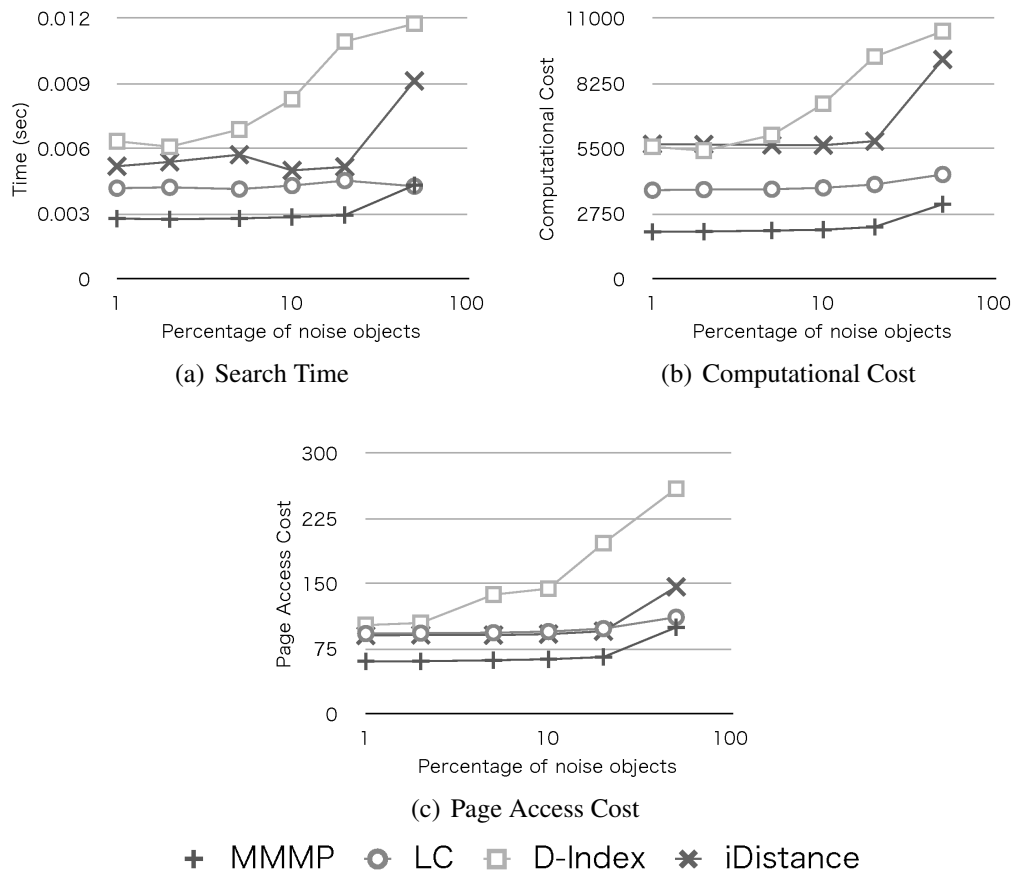 0.012
0.009
0.006
0.003
0
Time (sec)
1 10 100
Percentage of noise objects
(a) Search Time
11000
8250
5500
2750
0
Computational Cost
1 10 100
Percentage of noise objects
(b) Computational Cost
300
225
150
75
0
Page Access Cost
1 10 100
Percentage of noise objects
(c) Page Access Cost
MMMP LC D-Index iDistance